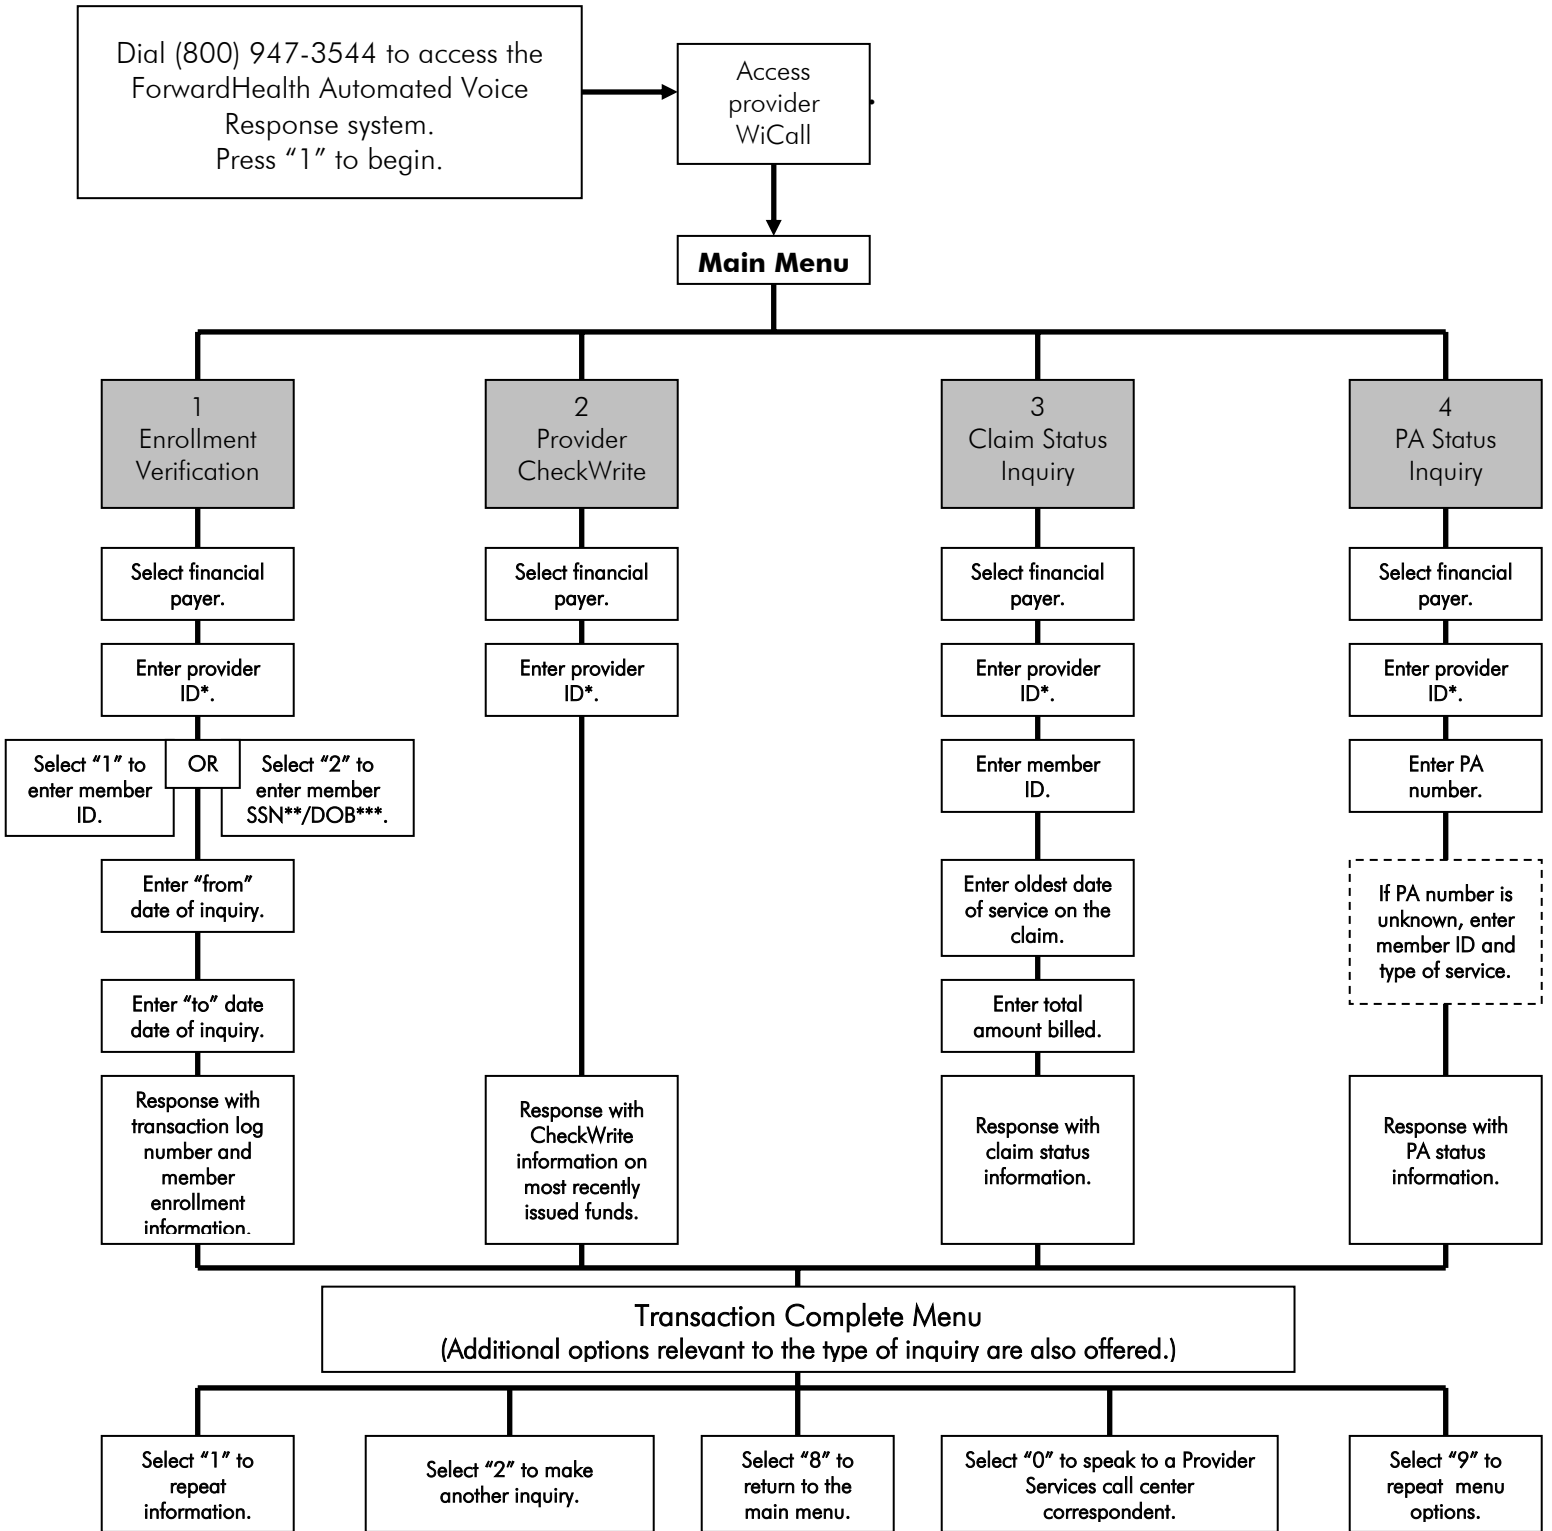 Dial (800) 947-3544 to access the
ForwardHealth Automated Voice
Response system.
Press “1” to begin.
Access
provider
WiCall
Main Menu
1
Enrollment
Verification
2
Provider
CheckWrite
3
Claim Status
Inquiry
4
PA Status
Inquiry
Select financial
payer.
Select financial
payer.
Select financial
payer.
Select financial
payer.
Enter provider
ID*.
Enter provider
ID*.
Enter provider
ID*.
Enter provider
ID*.
Select “1” to
enter member
ID.
OR
Select “2” to
enter member
SSN**/DOB***.
Enter member
ID.
Enter PA
number.
Enter “from”
date of inquiry.
Enter oldest date
of service on the
claim.
If PA number is
unknown, enter
member ID and
type of service.
Enter “to” date
date of inquiry.
Enter total
amount billed.
Response with
transaction log
number and
member
enrollment
information.
Response with
CheckWrite
information on
most recently
issued funds.
Response with
claim status
information.
Response with
PA status
information.
Transaction Complete Menu
(Additional options relevant to the type of inquiry are also offered.)
Select “1” to
repeat
information.
Select “2” to make
another inquiry.
Select “8” to
return to the
main menu.
Select “0” to speak to a Provider
Services call center
correspondent.
Select “9” to
repeat menu
options.